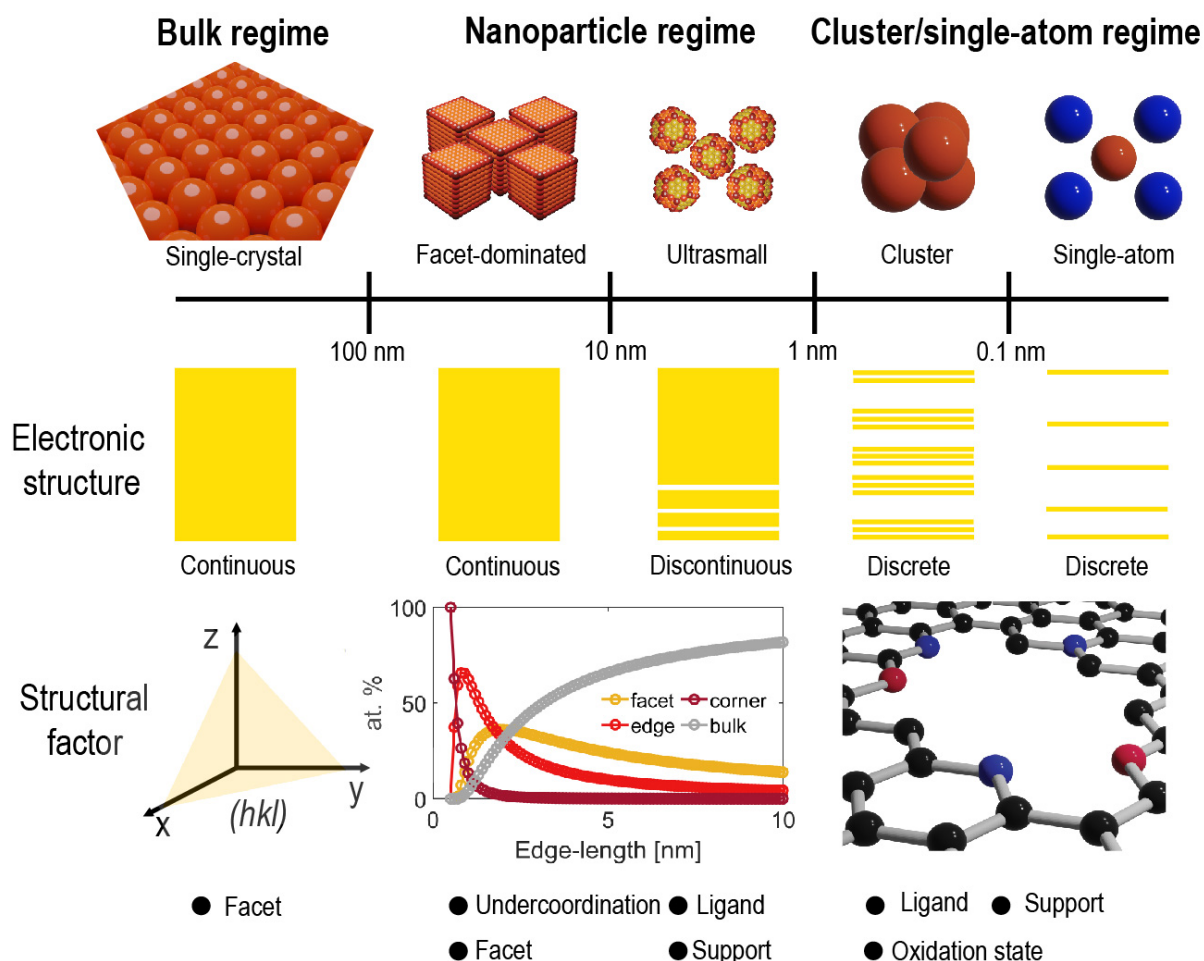 Bulk regime
Nanoparticle regime
Cluster/single-atom regime
Single-crystal
Facet-dominated
Ultrasmall
Cluster
Single-atom
100 nm
10 nm
1 nm
0.1 nm
Electronic
structure
Continuous
Continuous
Discontinuous
Discrete
Discrete
Structural
factor
z
y
x
(hkl)
at. %
100
50
0
facet
corner
edge
bulk
0
5
10
Edge-length [nm]
● Facet
● Undercoordination
● Ligand
● Facet
● Support
● Ligand
● Support
● Oxidation state